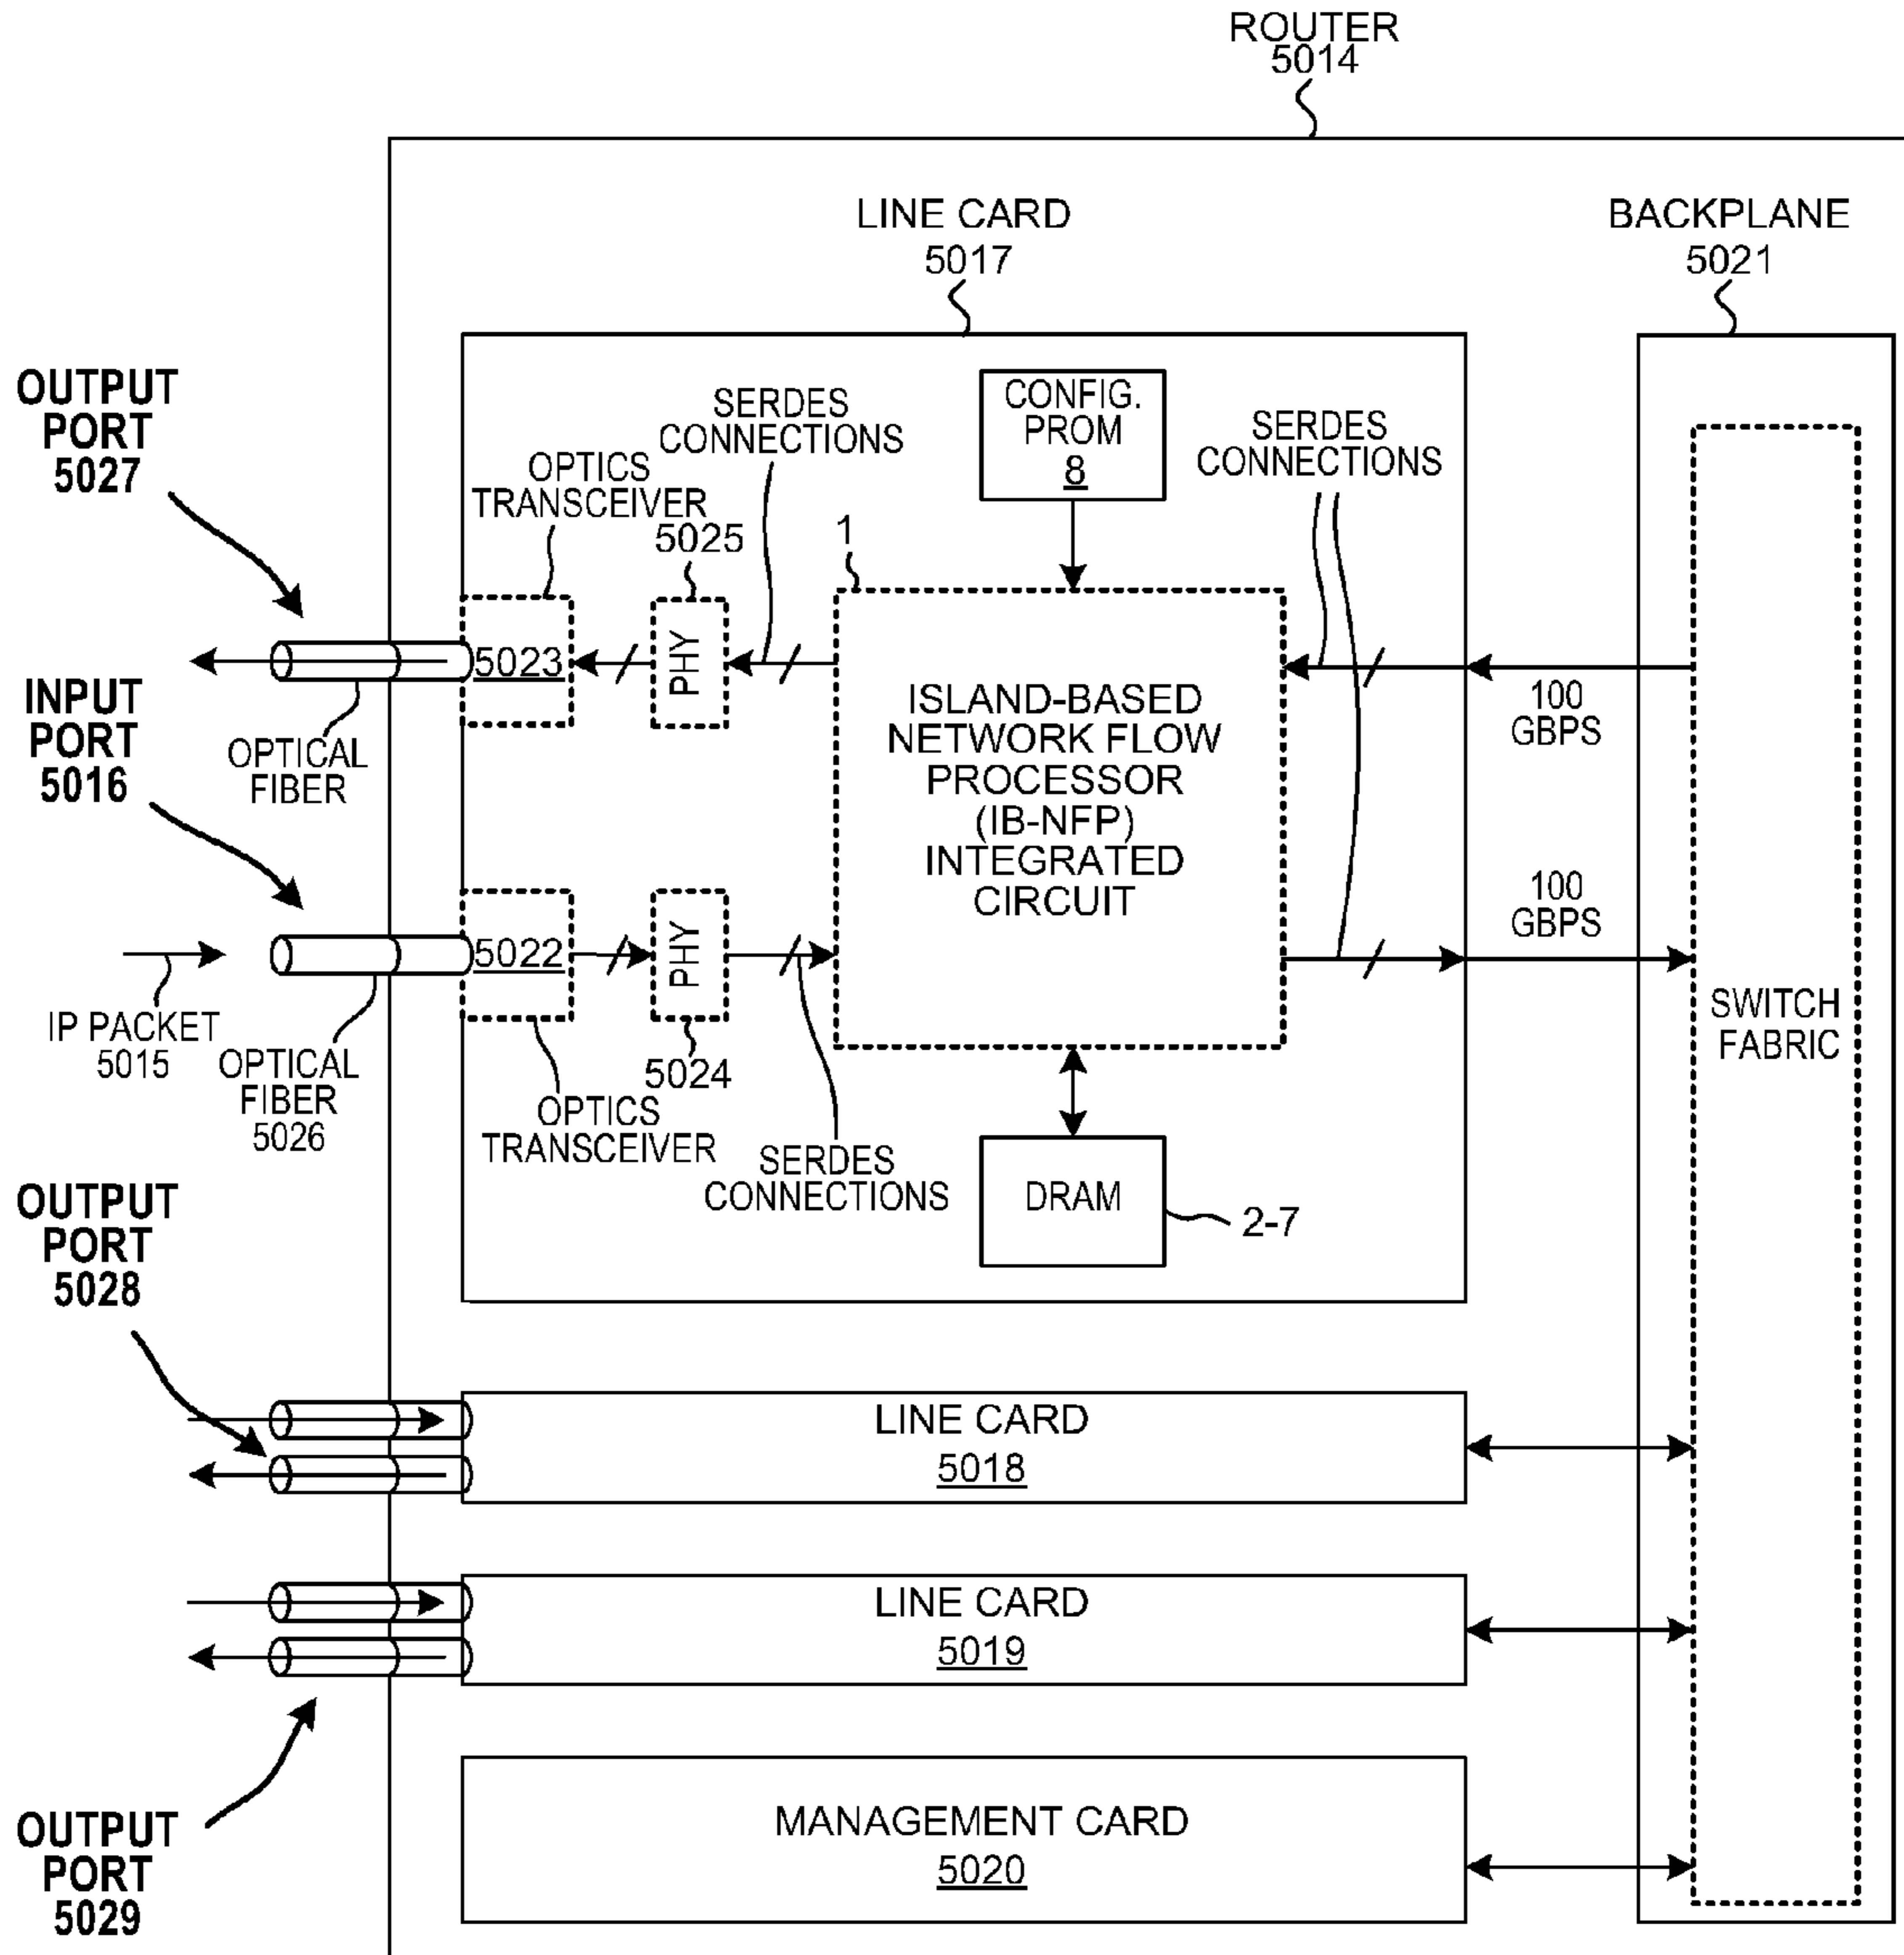 ROUTER
5014
LINE CARD
5017
BACKPLANE
5021
OUTPUT
PORT
5027
SERDES
CONNECTIONS
CONFIG.
PROM
8
SERDES
CONNECTIONS
OPTICS
TRANSCEIVER
5025
1
5023
PHY
ISLAND-BASED
NETWORK FLOW
PROCESSOR
(IB-NFP)
INTEGRATED
CIRCUIT
100
GBPS
INPUT
PORT
5016
OPTICAL
FIBER
100
GBPS
5022
PHY
IP PACKET
5015
OPTICAL
FIBER
5026
5024
OPTICS
TRANSCEIVER
SERDES
CONNECTIONS
SWITCH
FABRIC
DRAM
2-7
OUTPUT
PORT
5028
LINE CARD
5018
LINE CARD
5019
OUTPUT
PORT
5029
MANAGEMENT CARD
5020